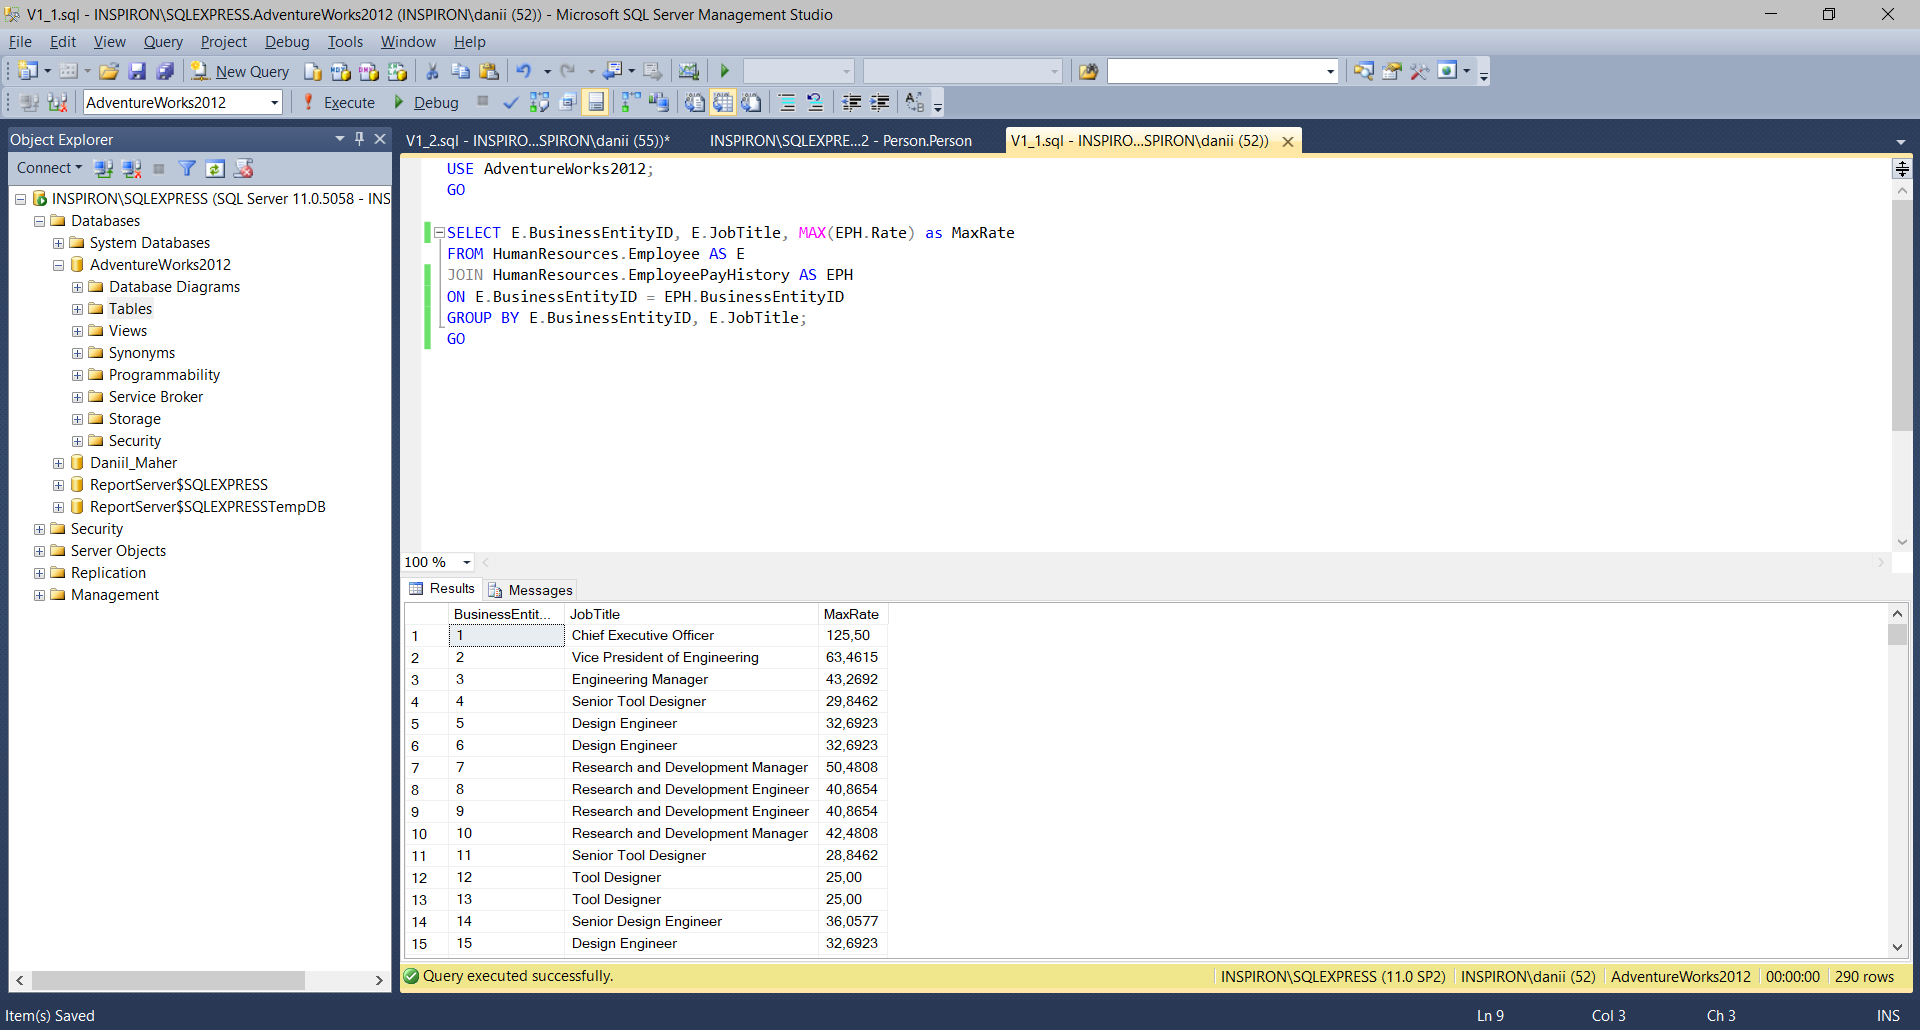 V1_1.sql - INSPIRON\SQLEXPRESS.AdventureWorks2012 (INSPIRON\danii (52)) - Microsoft SQL Server Management Studio
File Edit View Query Project Debug Tools Window Help
New Query
AdventureWorks2012 Execute Debug
Object Explorer
Connect
INSPIRON\SQLEXPRESS (SQL Server 11.0.5058 - INS
Databases
System Databases
AdventureWorks2012
Database Diagrams
Tables
Views
Synonyms
Programmability
Service Broker
Storage
Security
Daniil_Maher
ReportServer$SQLEXPRESS
ReportServer$SQLEXPRESSTempDB
Security
Server Objects
Replication
Management
V1_2.sql - INSPIRO...SPIRON\danii (55))* INSPIRON\SQLEXPRE...2 - Person.Person V1_1.sql - INSPIRO...SPIRON\danii (52))
USE AdventureWorks2012;
GO
SELECT E.BusinessEntityID, E.JobTitle, MAX(EPH.Rate) as MaxRate
FROM HumanResources.Employee AS E
JOIN HumanResources.EmployeePayHistory AS EPH
ON E.BusinessEntityID = EPH.BusinessEntityID
GROUP BY E.BusinessEntityID, E.JobTitle;
GO
100 %
Results Messages
BusinessEntit... JobTitle MaxRate
1 1 Chief Executive Officer 125,50
2 2 Vice President of Engineering 63,4615
3 3 Engineering Manager 43,2692
4 4 Senior Tool Designer 29,8462
5 5 Design Engineer 32,6923
6 6 Design Engineer 32,6923
7 7 Research and Development Manager 50,4808
8 8 Research and Development Engineer 40,8654
9 9 Research and Development Engineer 40,8654
10 10 Research and Development Manager 42,4808
11 11 Senior Tool Designer 28,8462
12 12 Tool Designer 25,00
13 13 Tool Designer 25,00
14 14 Senior Design Engineer 36,0577
15 15 Design Engineer 32,6923
Query executed successfully. INSPIRON\SQLEXPRESS (11.0 SP2) INSPIRON\danii (52) AdventureWorks2012 00:00:00 290 rows
Item(s) Saved Ln 9 Col 3 Ch 3 INS